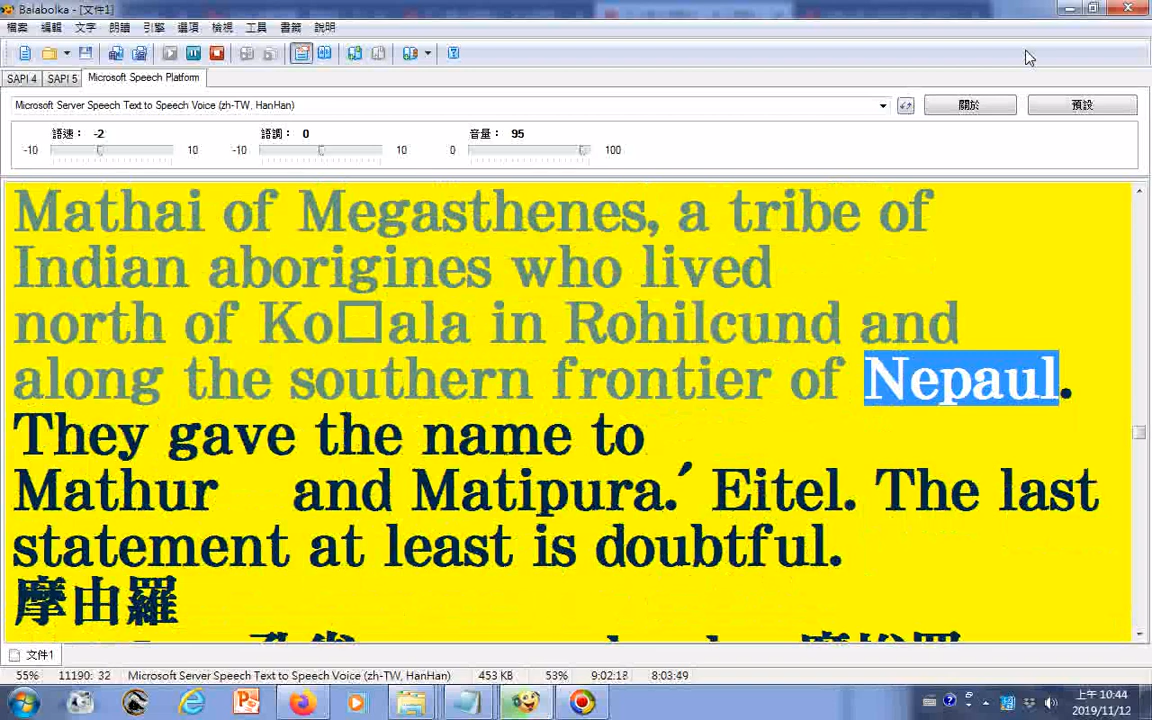 Balabolka - [文件1]
檔案 編輯 文字 朗讀 引擎 選項 檢視 工具 書籤 說明
SAPI 4 SAPI 5 Microsoft Speech Platform
Microsoft Server Speech Text to Speech Voice (zh-TW, HanHan) 關於 預設
語速： -2 語調： 0 音量： 95
-10 10 -10 10 0 100
Mathai of Megasthenes, a tribe of
Indian aborigines who lived
north of Ko□ala in Rohilcund and
along the southern frontier of Nepaul.
They gave the name to
Mathur and Matipura.′ Eitel. The last
statement at least is doubtful.
摩由羅
文件1
55% 11190: 32 Microsoft Server Speech Text to Speech Voice (zh-TW, HanHan) 453 KB 53% 9:02:18 8:03:49
上午 10:44
2019/11/12